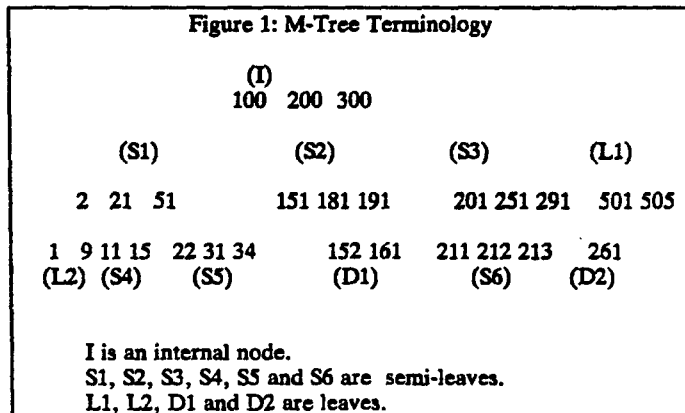 Figure 1: M-Tree Terminology
(I)
100 200 300
(S1) (S2) (S3) (L1)
2 21 51 151 181 191 201 251 291 501 505
1 9 11 15 22 31 34 152 161 211 212 213 261
(L2) (S4) (S5) (D1) (S6) (D2)
I is an internal node.
S1, S2, S3, S4, S5 and S6 are semi-leaves.
L1, L2, D1 and D2 are leaves.